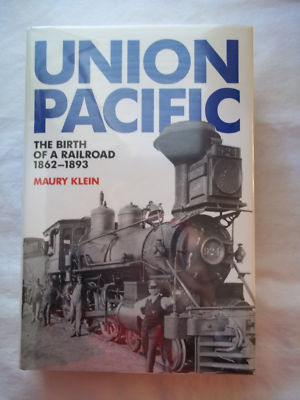 UNION
PACIFIC
THE BIRTH
OF A RAILROAD
1862–1893
MAURY KLEIN